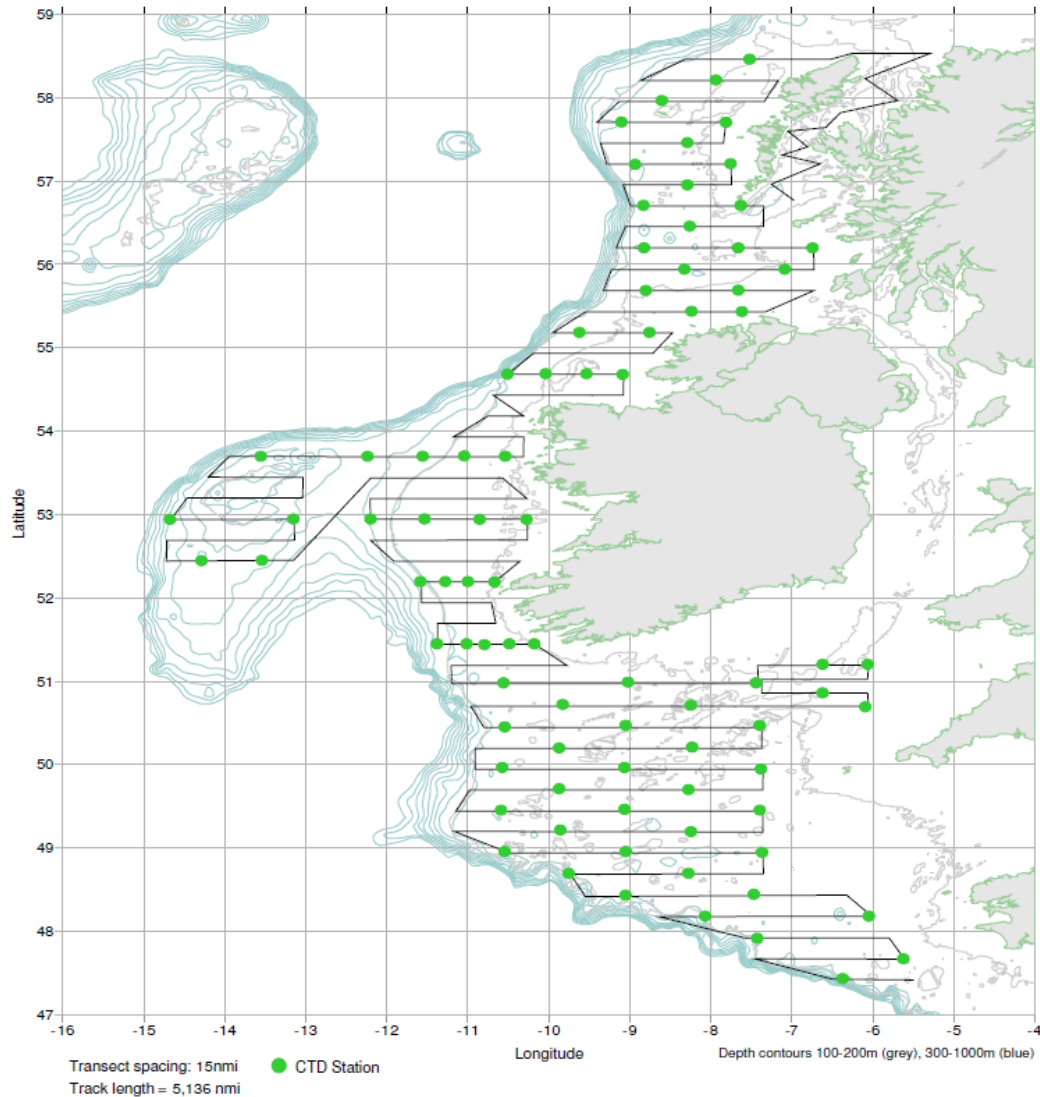 59
58
57
56
55
54
53
52
51
50
49
48
47
Latitude
-16 -15 -14 -13 -12 -11 -10 -9 -8 -7 -6 -5 -4
Longitude
Depth contours 100-200m (grey), 300-1000m (blue)
Transect spacing: 15nmi
CTD Station
Track length = 5,136 nmi